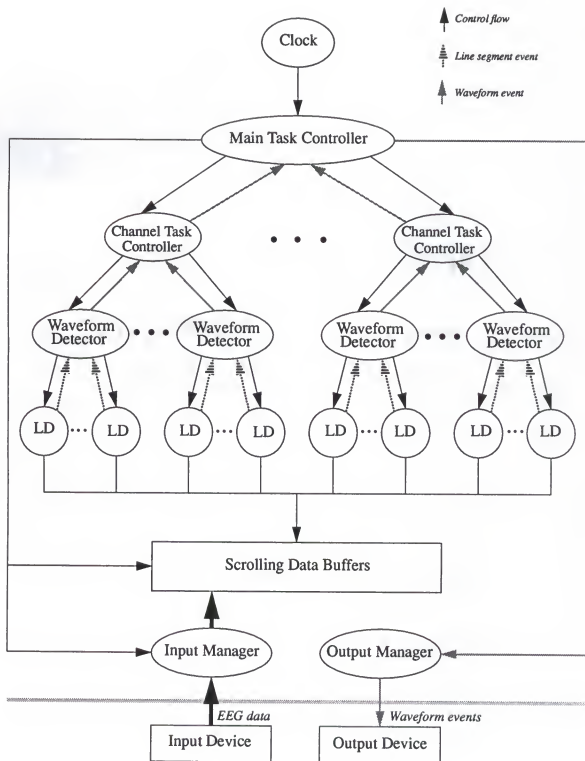 Clock
Control flow
Line segment event
Waveform event
Main Task Controller
Channel Task
Controller
Channel Task
Controller
Waveform
Detector
Waveform
Detector
Waveform
Detector
Waveform
Detector
LD
LD
LD
LD
LD
LD
LD
LD
Scrolling Data Buffers
Input Manager
Output Manager
EEG data
Waveform events
Input Device
Output Device